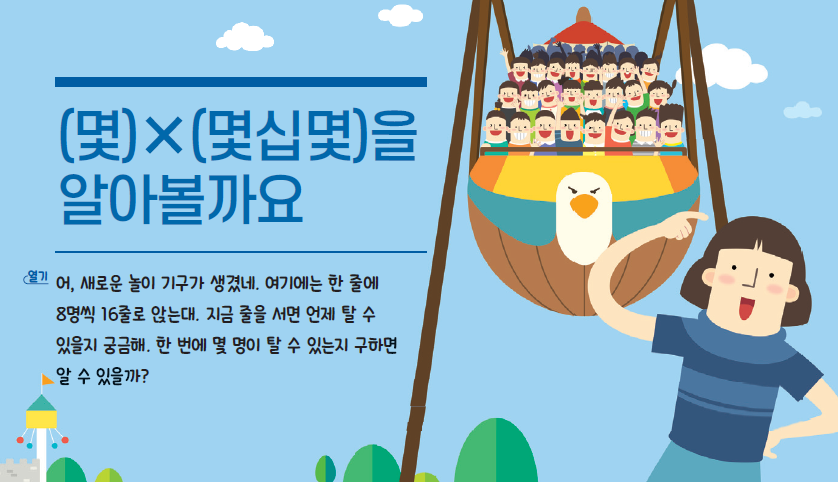 (몇)×(몇십몇)을
알아볼까요
열기
어, 새로운 놀이 기구가 생겼네. 여기에는 한 줄에
8명씩 16줄로 앉는대. 지금 줄을 서면 언제 탈 수
있을지 궁금해. 한 번에 몇 명이 탈 수 있는지 구하면
알 수 있을까?